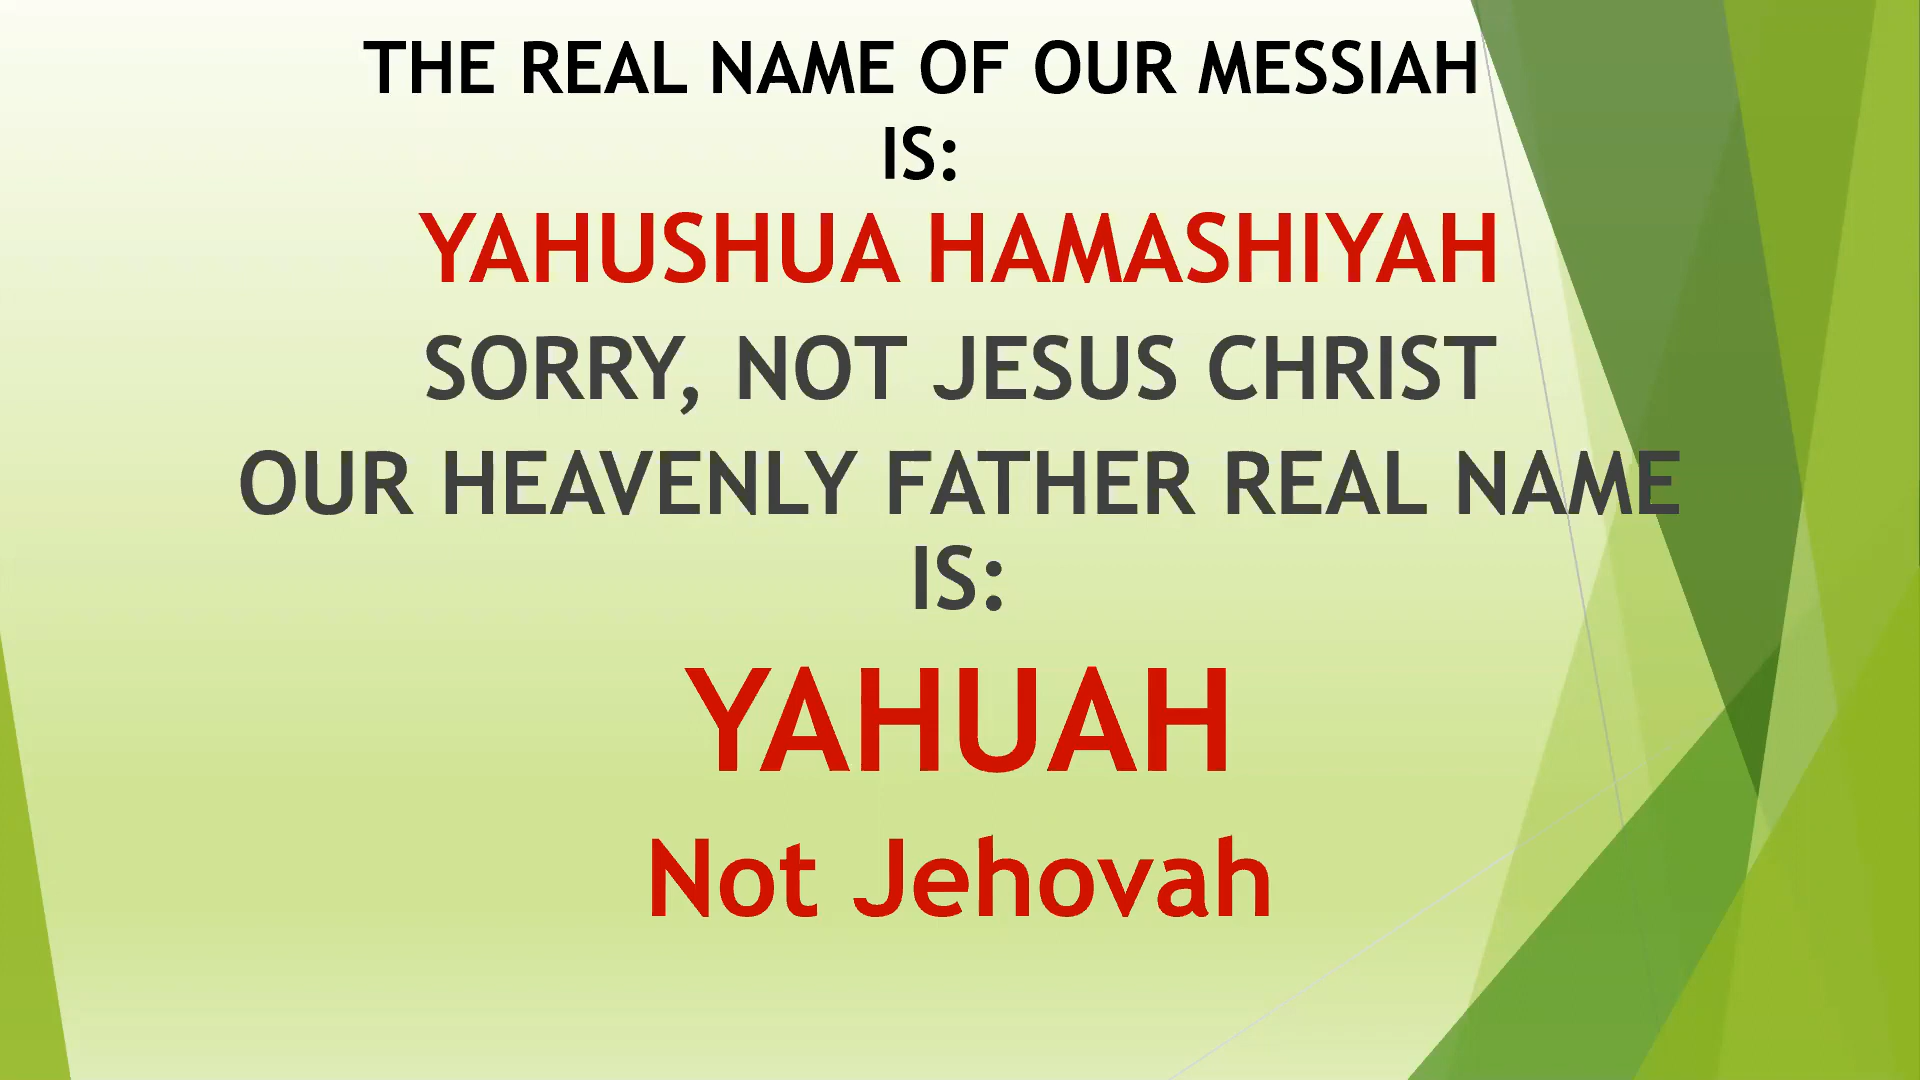 THE REAL NAME OF OUR MESSIAH
IS:
YAHUSHUA HAMASHIYAH
SORRY, NOT JESUS CHRIST
OUR HEAVENLY FATHER REAL NAME
IS:
YAHUAH
Not Jehovah